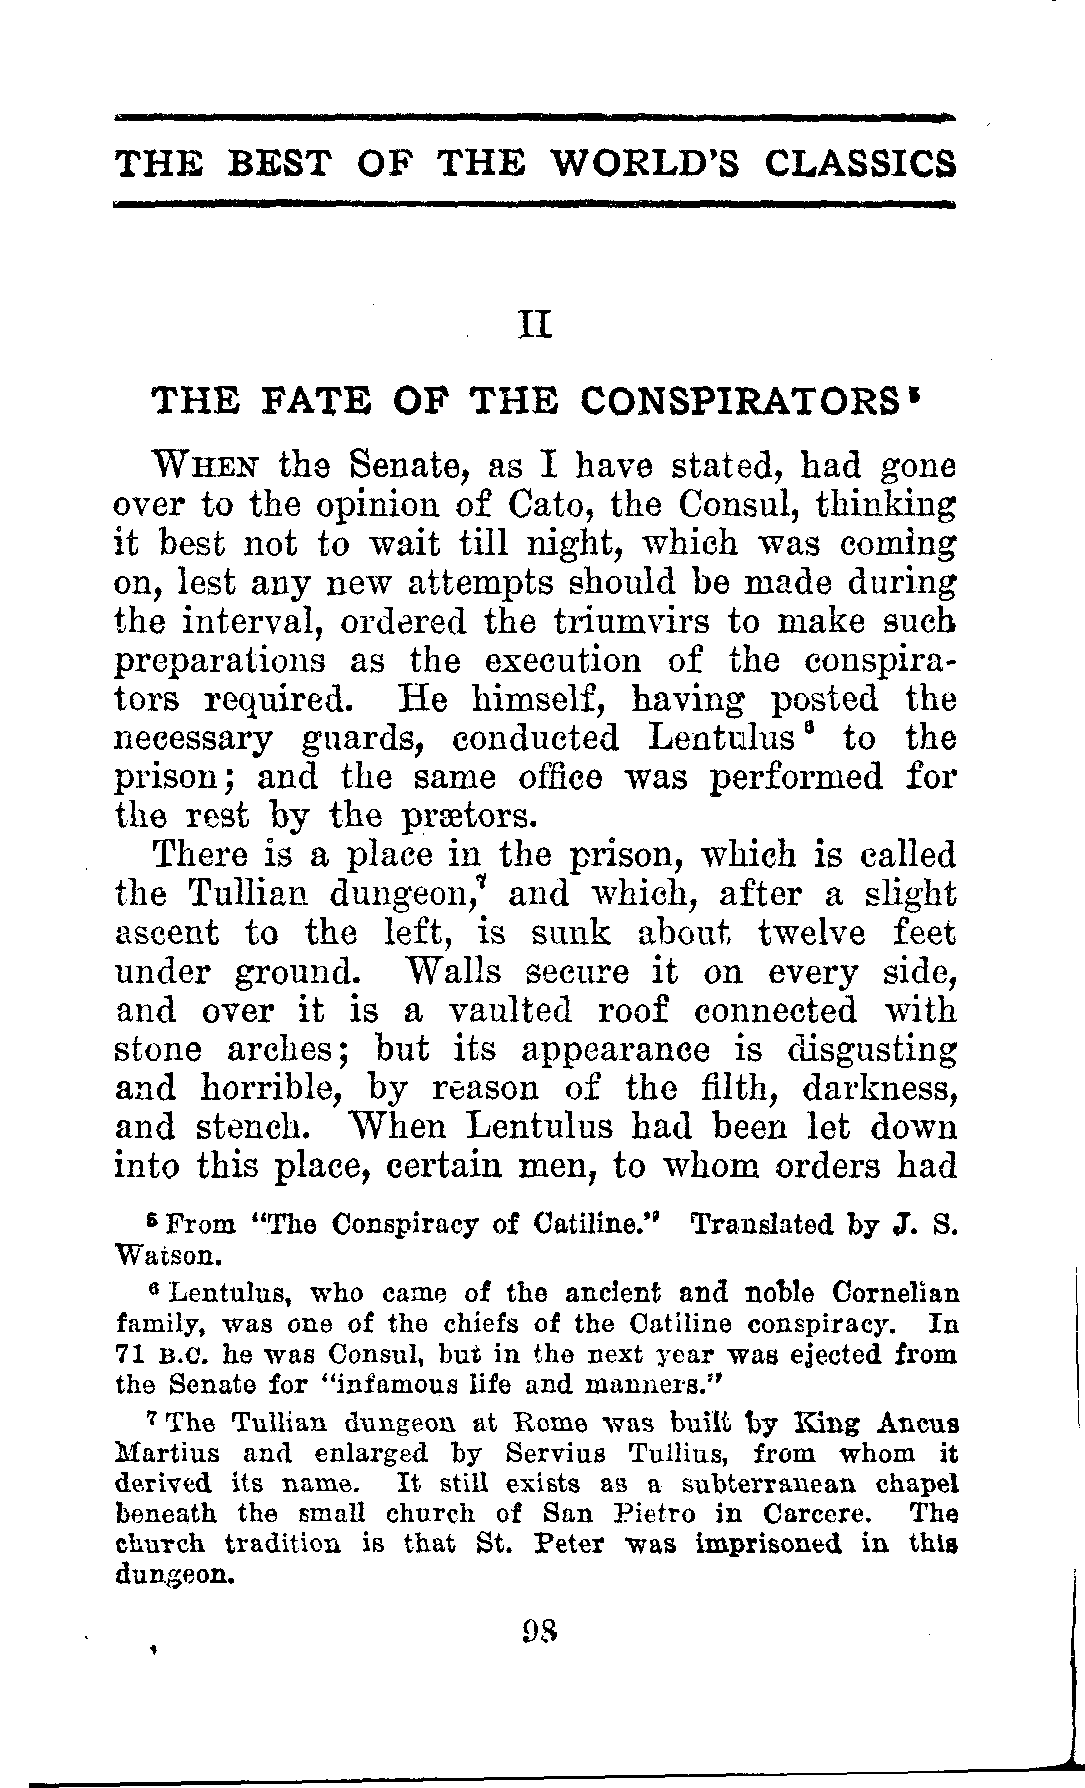 THE BEST OF THE WORLD'S CLASSICS
II
THE FATE OF THE CONSPIRATORS⁵
WHEN the Senate, as I have stated, had gone
over to the opinion of Cato, the Consul, thinking
it best not to wait till night, which was coming
on, lest any new attempts should be made during
the interval, ordered the triumvirs to make such
preparations as the execution of the conspira-
tors required. He himself, having posted the
necessary guards, conducted Lentulus⁶ to the
prison; and the same office was performed for
the rest by the prætors.
There is a place in the prison, which is called
the Tullian dungeon,⁷ and which, after a slight
ascent to the left, is sunk about twelve feet
under ground. Walls secure it on every side,
and over it is a vaulted roof connected with
stone arches; but its appearance is disgusting
and horrible, by reason of the filth, darkness,
and stench. When Lentulus had been let down
into this place, certain men, to whom orders had
⁵ From "The Conspiracy of Catiline." Translated by J. S.
Watson.
⁶ Lentulus, who came of the ancient and noble Cornelian
family, was one of the chiefs of the Catiline conspiracy. In
71 B.C. he was Consul, but in the next year was ejected from
the Senate for "infamous life and manners."
⁷ The Tullian dungeon at Rome was built by King Ancus
Martius and enlarged by Servius Tullius, from whom it
derived its name. It still exists as a subterranean chapel
beneath the small church of San Pietro in Carcere. The
church tradition is that St. Peter was imprisoned in this
dungeon.
98